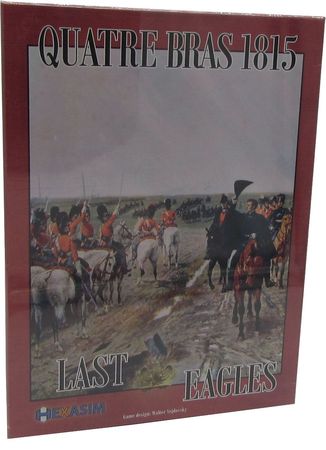 QUATRE BRAS 1815
LAST
EAGLES
HEXASIM
Game design: Walter Vejdovsky